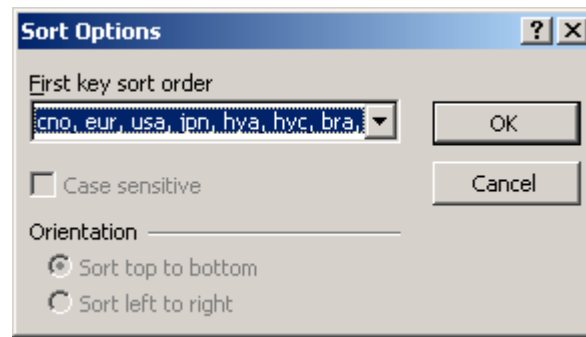 Sort Options
First key sort order
cno, eur, usa, jpn, hya, hyc, bra,
OK
Case sensitive
Cancel
Orientation
Sort top to bottom
Sort left to right